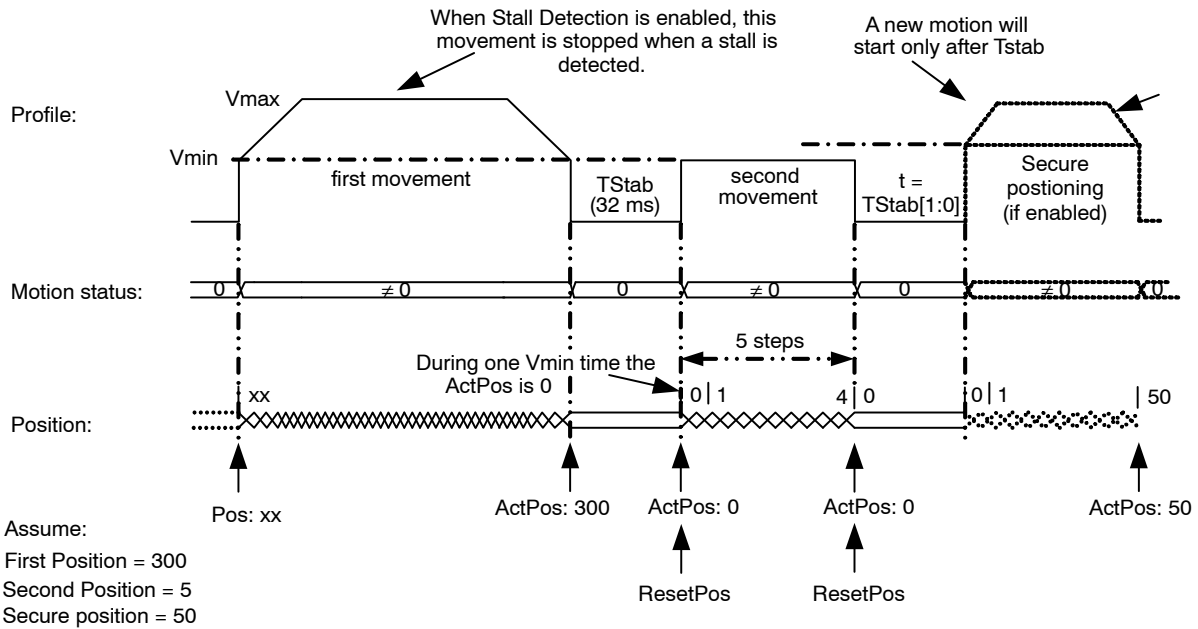 When Stall Detection is enabled, this
movement is stopped when a stall is
detected.
A new motion will
start only after Tstab
Profile:
Vmax
Vmin
first movement
TStab
(32 ms)
second
movement
t =
TStab[1:0]
Secure
postioning
(if enabled)
Motion status:
0
≠ 0
0
≠ 0
0
≠ 0
0
5 steps
During one Vmin time the
ActPos is 0
Position:
xx
0|1
4|0
0|1
|50
Pos: xx
ActPos: 300
ActPos: 0
ActPos: 0
ActPos: 50
ResetPos
ResetPos
Assume:
First Position = 300
Second Position = 5
Secure position = 50